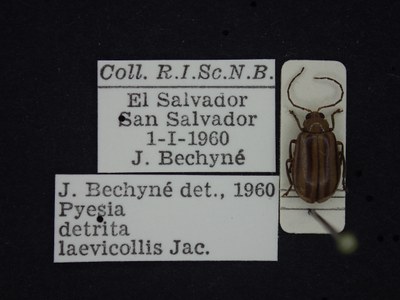 Coll. R.I.Sc.N.B.
El Salvador
San Salvador
1-I-1960
J. Bechyné
J. Bechyné det., 1960
Pyesia
detrita
laevicollis Jac.